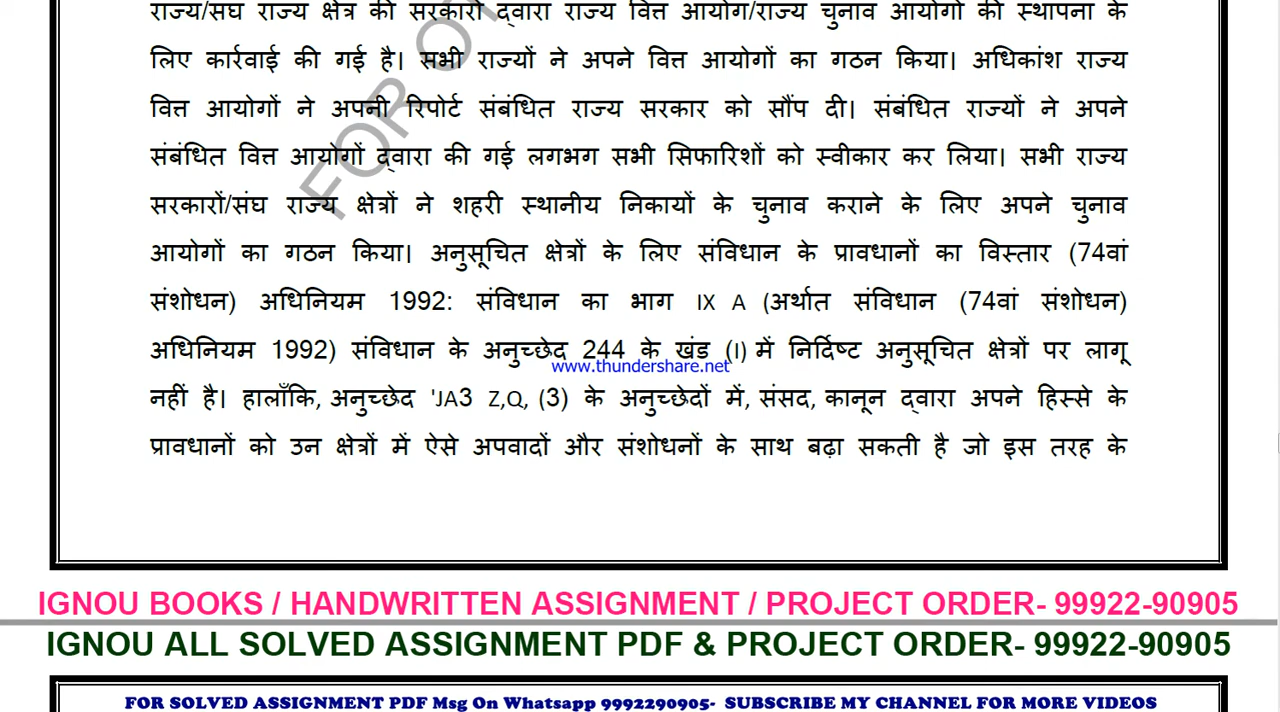 राज्य/संघ राज्य क्षेत्र की सरकारों द्वारा राज्य वित्त आयोग/राज्य चुनाव आयोगों की स्थापना के
लिए कार्रवाई की गई है। सभी राज्यों ने अपने वित्त आयोगों का गठन किया। अधिकांश राज्य
वित्त आयोगों ने अपनी रिपोर्ट संबंधित राज्य सरकार को सौंप दी। संबंधित राज्यों ने अपने
संबंधित वित्त आयोगों द्वारा की गई लगभग सभी सिफारिशों को स्वीकार कर लिया। सभी राज्य
सरकारों/संघ राज्य क्षेत्रों ने शहरी स्थानीय निकायों के चुनाव कराने के लिए अपने चुनाव
आयोगों का गठन किया। अनुसूचित क्षेत्रों के लिए संविधान के प्रावधानों का विस्तार (74वां
संशोधन) अधिनियम 1992: संविधान का भाग IX A (अर्थात संविधान (74वां संशोधन)
अधिनियम 1992) संविधान के अनुच्छेद 244 के खंड (I) में निर्दिष्ट अनुसूचित क्षेत्रों पर लागू
www.thundershare.net
नहीं है। हालाँकि, अनुच्छेद 'JA3 Z,Q, (3) के अनुच्छेदों में, संसद, कानून द्वारा अपने हिस्से के
प्रावधानों को उन क्षेत्रों में ऐसे अपवादों और संशोधनों के साथ बढ़ा सकती है जो इस तरह के
FOR OT
IGNOU BOOKS / HANDWRITTEN ASSIGNMENT / PROJECT ORDER- 99922-90905
IGNOU ALL SOLVED ASSIGNMENT PDF & PROJECT ORDER- 99922-90905
FOR SOLVED ASSIGNMENT PDF Msg On Whatsapp 9992290905- SUBSCRIBE MY CHANNEL FOR MORE VIDEOS